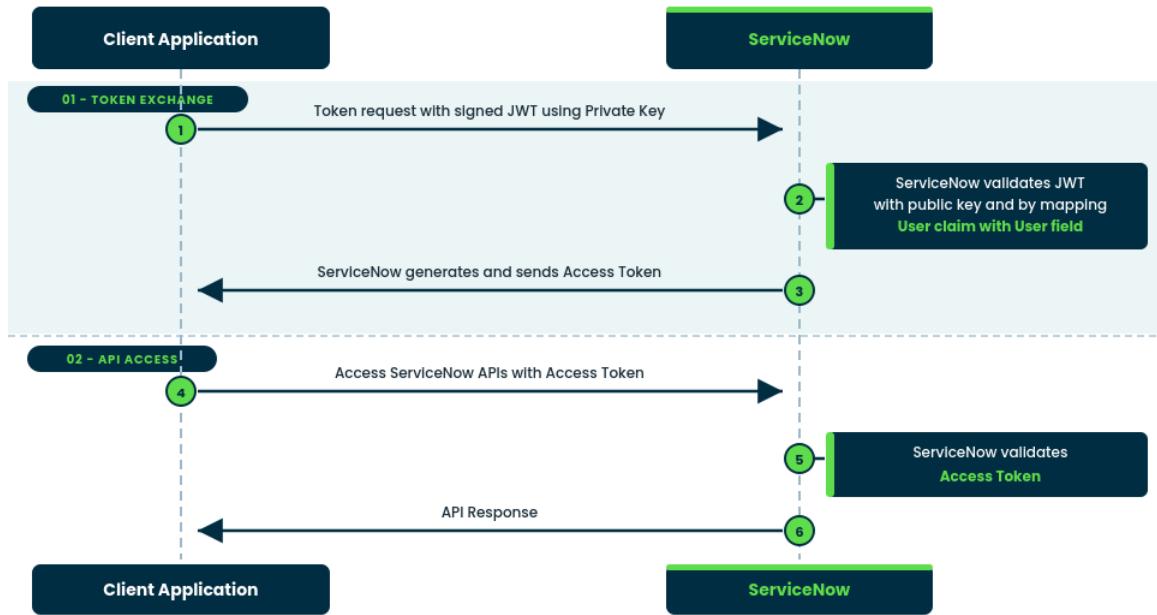 Client Application
ServiceNow
01 - TOKEN EXCHANGE
Token request with signed JWT using Private Key
1
2
ServiceNow validates JWT
with public key and by mapping
User claim with User field
ServiceNow generates and sends Access Token
3
02 - API ACCESS
Access ServiceNow APIs with Access Token
4
5
ServiceNow validates
Access Token
API Response
6
Client Application
ServiceNow